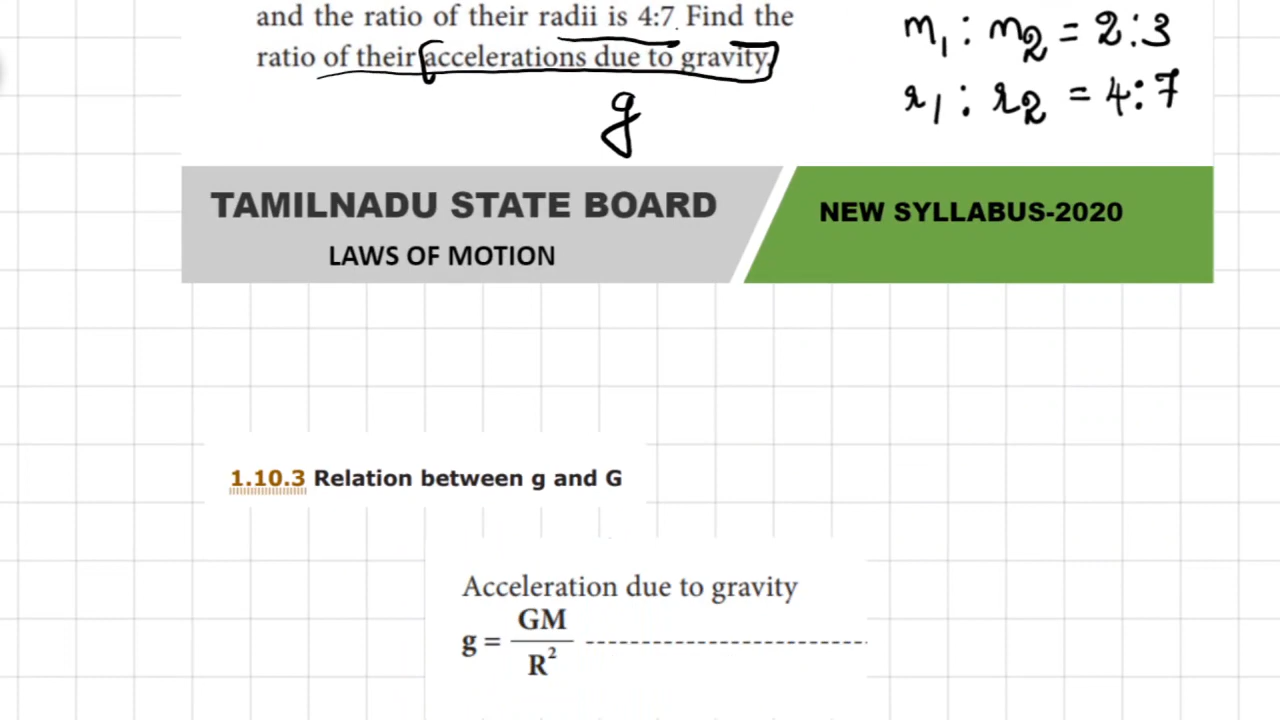 and the ratio of their radii is 4:7. Find the
ratio of their accelerations due to gravity.
g
m1 : m2 = 2:3
r1 : r2 = 4:7
TAMILNADU STATE BOARD
LAWS OF MOTION
NEW SYLLABUS-2020
1.10.3 Relation between g and G
Acceleration due to gravity
g = GM / R²